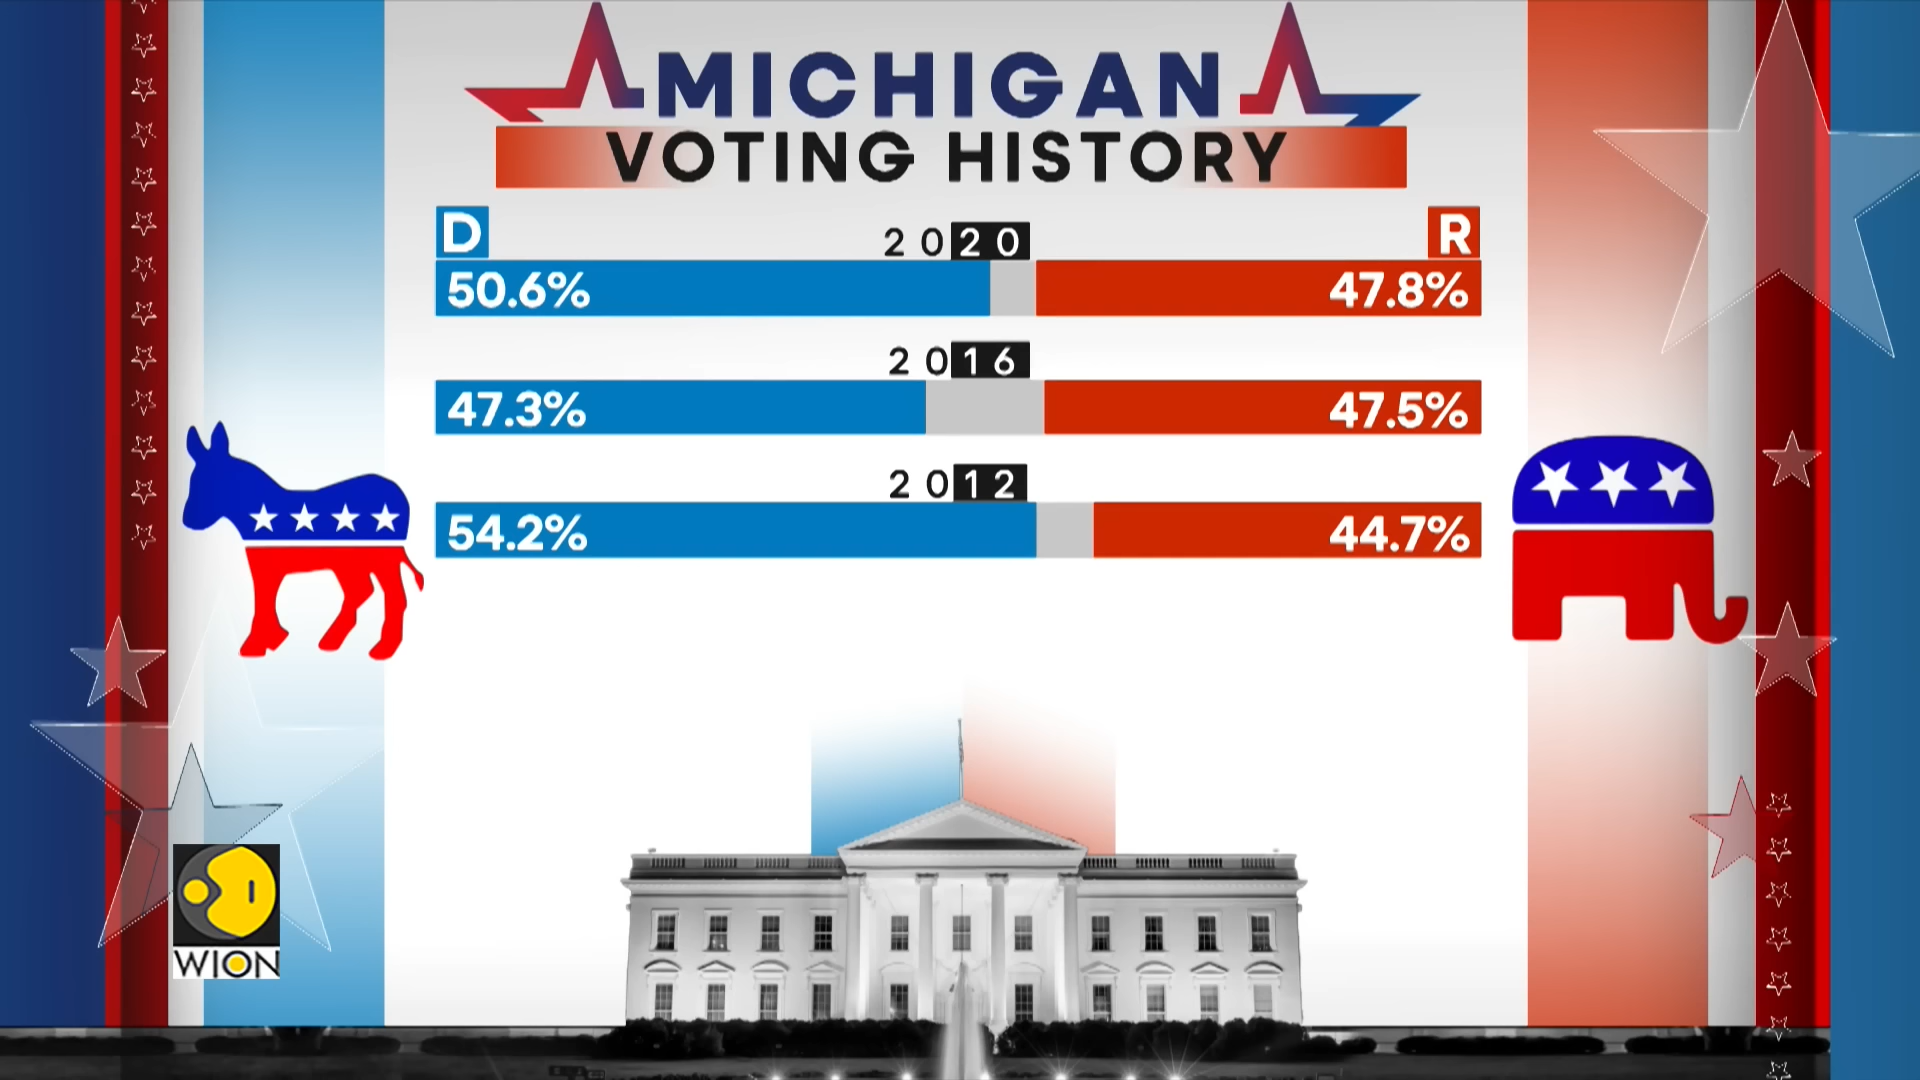 MICHIGAN
VOTING HISTORY
D 2020 R
50.6% 47.8%
2016
47.3% 47.5%
2012
54.2% 44.7%
WION